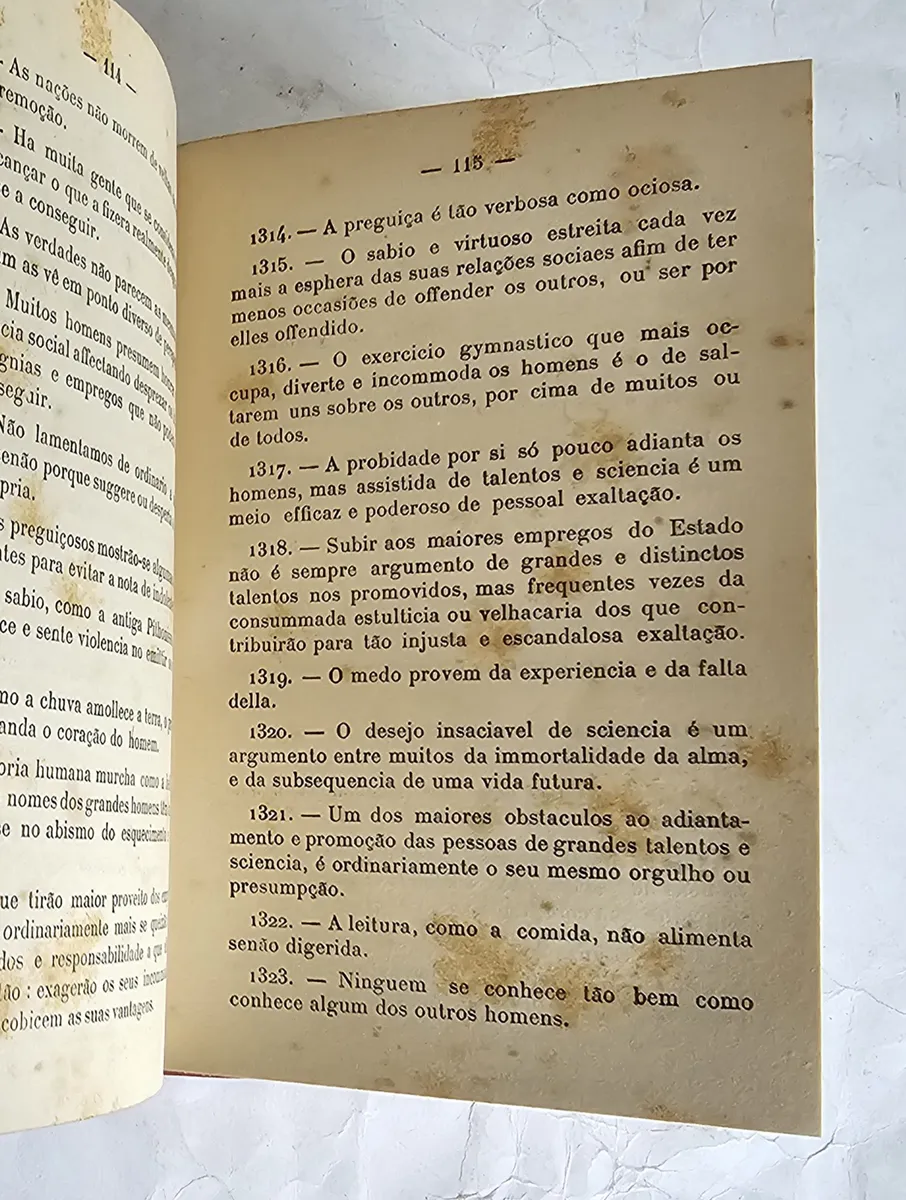 — 114 —
- As nações não morrem de
remoção.
- Ha muita gente que se
cançar o que a fizera realmente
e a conseguir.
As verdades não parecem as
m as vê em ponto diverso de
Muitos homens presumem
cia social affectando desprezar
gnias e empregos que não
seguir.
Não lamentamos de ordinario
enão porque suggere ou desperta
pria.
s preguiçosos mostrão-se
tes para evitar a nota de
sabio, como a antiga
ce e sente violencia no
mo a chuva amollece a terra, o
anda o coração do homem.
oria humana murcha como a
nomes dos grandes homens
e no abismo do esquecimento
ue tirão maior proveito dos
ordinariamente mais se
dos e responsabilidade a que
ão : exagerão os seus
cobicem as suas vantagens.
— 115 —
1314. — A preguiça é tão verbosa como ociosa.
1315. — O sabio e virtuoso estreita cada vez
mais a esphera das suas relações sociaes afim de ter
menos occasiões de offender os outros, ou ser por
elles offendido.
1316. — O exercicio gymnastico que mais oc-
cupa, diverte e incommoda os homens é o de sal-
tarem uns sobre os outros, por cima de muitos ou
de todos.
1317. — A probidade por si só pouco adianta os
homens, mas assistida de talentos e sciencia é um
meio efficaz e poderoso de pessoal exaltação.
1318. — Subir aos maiores empregos do Estado
não é sempre argumento de grandes e distinctos
talentos nos promovidos, mas frequentes vezes da
consummada estulticia ou velhacaria dos que con-
tribuirão para tão injusta e escandalosa exaltação.
1319. — O medo provem da experiencia e da falta
della.
1320. — O desejo insaciavel de sciencia é um
argumento entre muitos da immortalidade da alma,
e da subsequencia de uma vida futura.
1321. — Um dos maiores obstaculos ao adianta-
mento e promoção das pessoas de grandes talentos e
sciencia, é ordinariamente o seu mesmo orgulho ou
presumpção.
1322. — A leitura, como a comida, não alimenta
senão digerida.
1323. — Ninguem se conhece tão bem como
conhece algum dos outros homens.